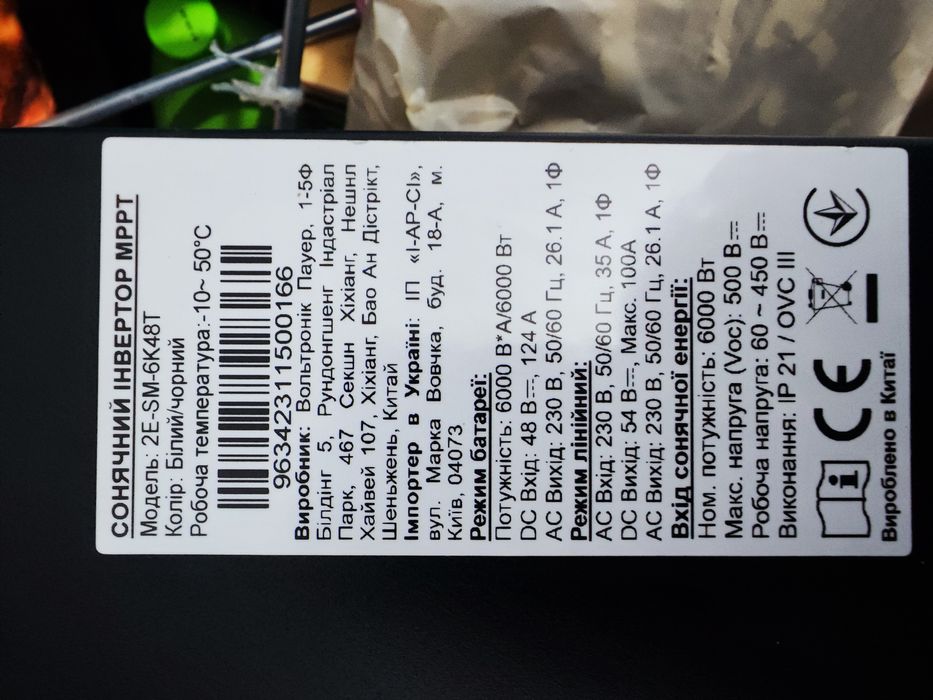 СОНЯЧНИЙ ІНВЕРТОР MPPT
Модель: 2E-SM-6K48T
Колір: Білий/чорний
Робоча температура:-10~ 50°C
9634231150016​6
Виробник: Вольтронік Пауер, 1-5Ф
Білдінг 5, Рундонгшенг Індастріал
Парк, 467 Секшн Хіхіанг, Нешнл
Хайвей 107, Хіхіанг, Бао Ан Дістрікт,
Шеньжень, Китай
Імпортер в Україні: ІП «І-АР-СІ»,
вул. Марка Вовчка, буд. 18-А, м.
Київ, 04073
Режим батареї:
Потужність: 6000 В*А/6000 Вт
DC Вхід: 48 В⎓, 124 А
AC Вихід: 230 В, 50/60 Гц, 26.1 А, 1Ф
Режим лінійний:
AC Вхід: 230 В, 50/60 Гц, 35 А, 1Ф
DC Вихід: 54 В⎓, Макс. 100А
AC Вихід: 230 В, 50/60 Гц, 26.1 А, 1Ф
Вхід сонячної енергії:
Ном. потужність: 6000 Вт
Макс. напруга (Voc): 500 В⎓
Робоча напруга: 60 ~ 450 В⎓
Виконання: IP 21 / OVC III
CE
Вироблено в Китаї